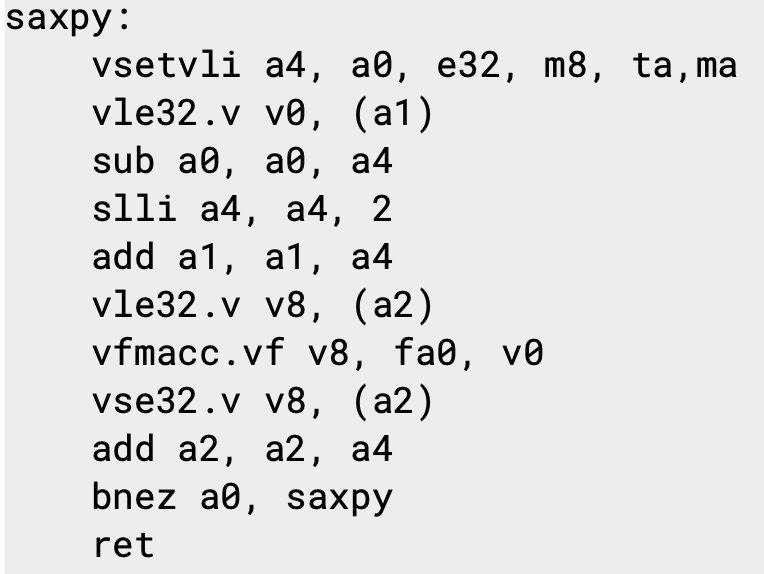 saxpy:
    vsetvli a4, a0, e32, m8, ta,ma
    vle32.v v0, (a1)
    sub a0, a0, a4
    slli a4, a4, 2
    add a1, a1, a4
    vle32.v v8, (a2)
    vfmacc.vf v8, fa0, v0
    vse32.v v8, (a2)
    add a2, a2, a4
    bnez a0, saxpy
    ret